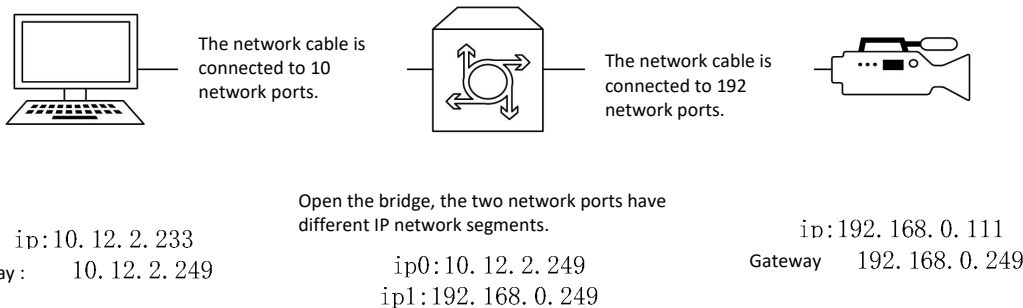 The network cable is
connected to 10
network ports.
The network cable is
connected to 192
network ports.
Open the bridge, the two network ports have
different IP network segments.
ip:10.12.2.233
ay : 10.12.2.249
ip0:10.12.2.249
ip1:192.168.0.249
ip:192.168.0.111
Gateway 192.168.0.249